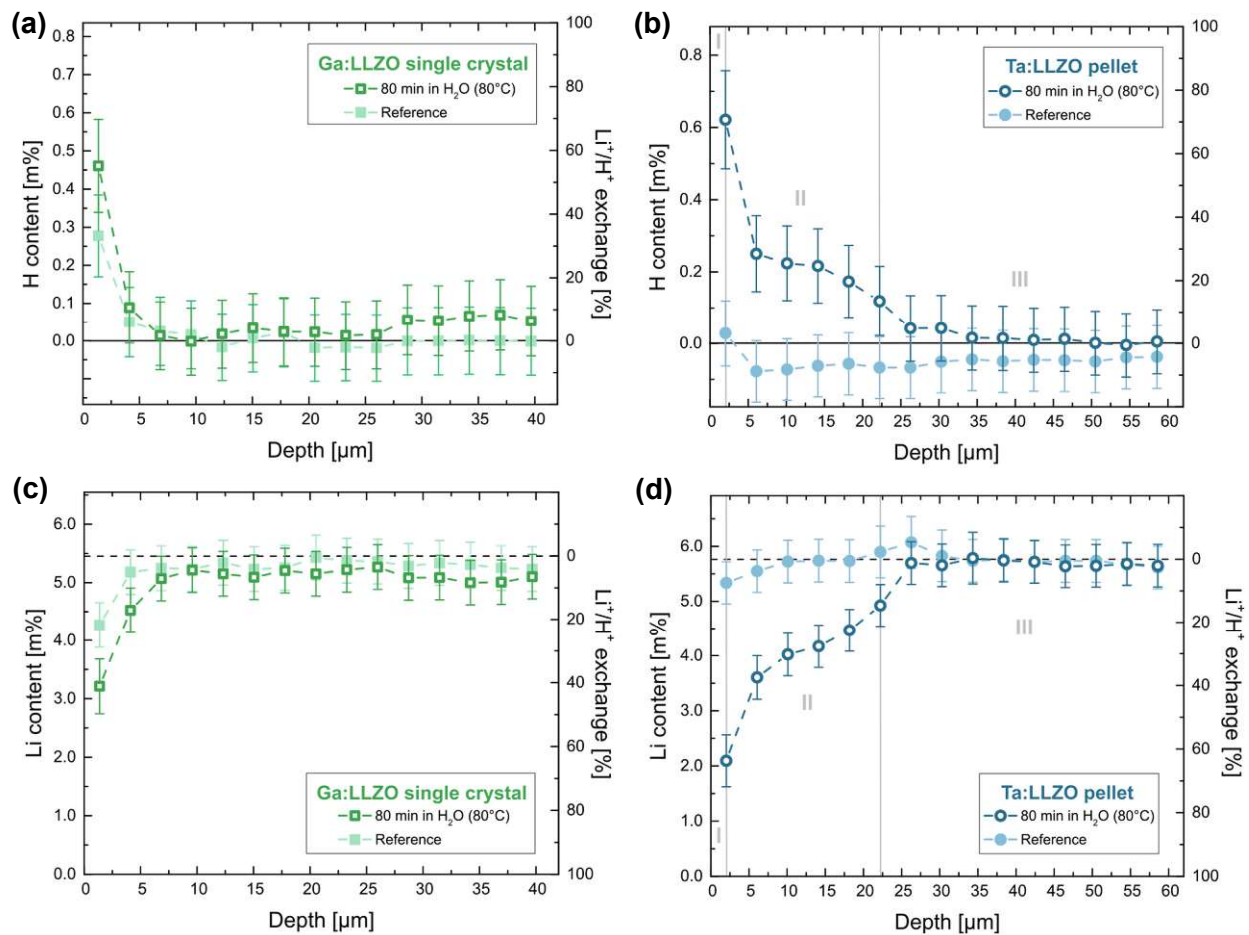 (a)
Ga:LLZO single crystal
80 min in H₂O (80°C)
Reference
H content [m%]
0.8
0.7
0.6
0.5
0.4
0.3
0.2
0.1
0.0
Li⁺/H⁺ exchange [%]
100
80
60
40
20
0
0 5 10 15 20 25 30 35 40
Depth [µm]
(b)
I
II
III
Ta:LLZO pellet
80 min in H₂O (80°C)
Reference
H content [m%]
0.8
0.6
0.4
0.2
0.0
Li⁺/H⁺ exchange [%]
100
80
60
40
20
0
0 5 10 15 20 25 30 35 40 45 50 55 60
Depth [µm]
(c)
Li content [m%]
6.0
5.0
4.0
3.0
2.0
1.0
0.0
Li⁺/H⁺ exchange [%]
0
20
40
60
80
100
Ga:LLZO single crystal
80 min in H₂O (80°C)
Reference
0 5 10 15 20 25 30 35 40
Depth [µm]
(d)
Li content [m%]
6.0
5.0
4.0
3.0
2.0
1.0
0.0
Li⁺/H⁺ exchange [%]
0
20
40
60
80
100
III
II
I
Ta:LLZO pellet
80 min in H₂O (80°C)
Reference
0 5 10 15 20 25 30 35 40 45 50 55 60
Depth [µm]